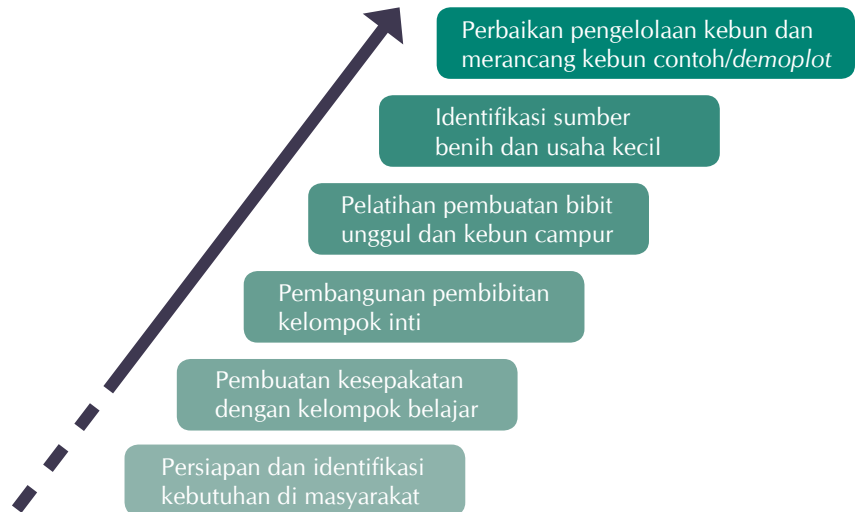 Perbaikan pengelolaan kebun dan
merancang kebun contoh/demoplot
Identifikasi sumber
benih dan usaha kecil
Pelatihan pembuatan bibit
unggul dan kebun campur
Pembangunan pembibitan
kelompok inti
Pembuatan kesepakatan
dengan kelompok belajar
Persiapan dan identifikasi
kebutuhan di masyarakat